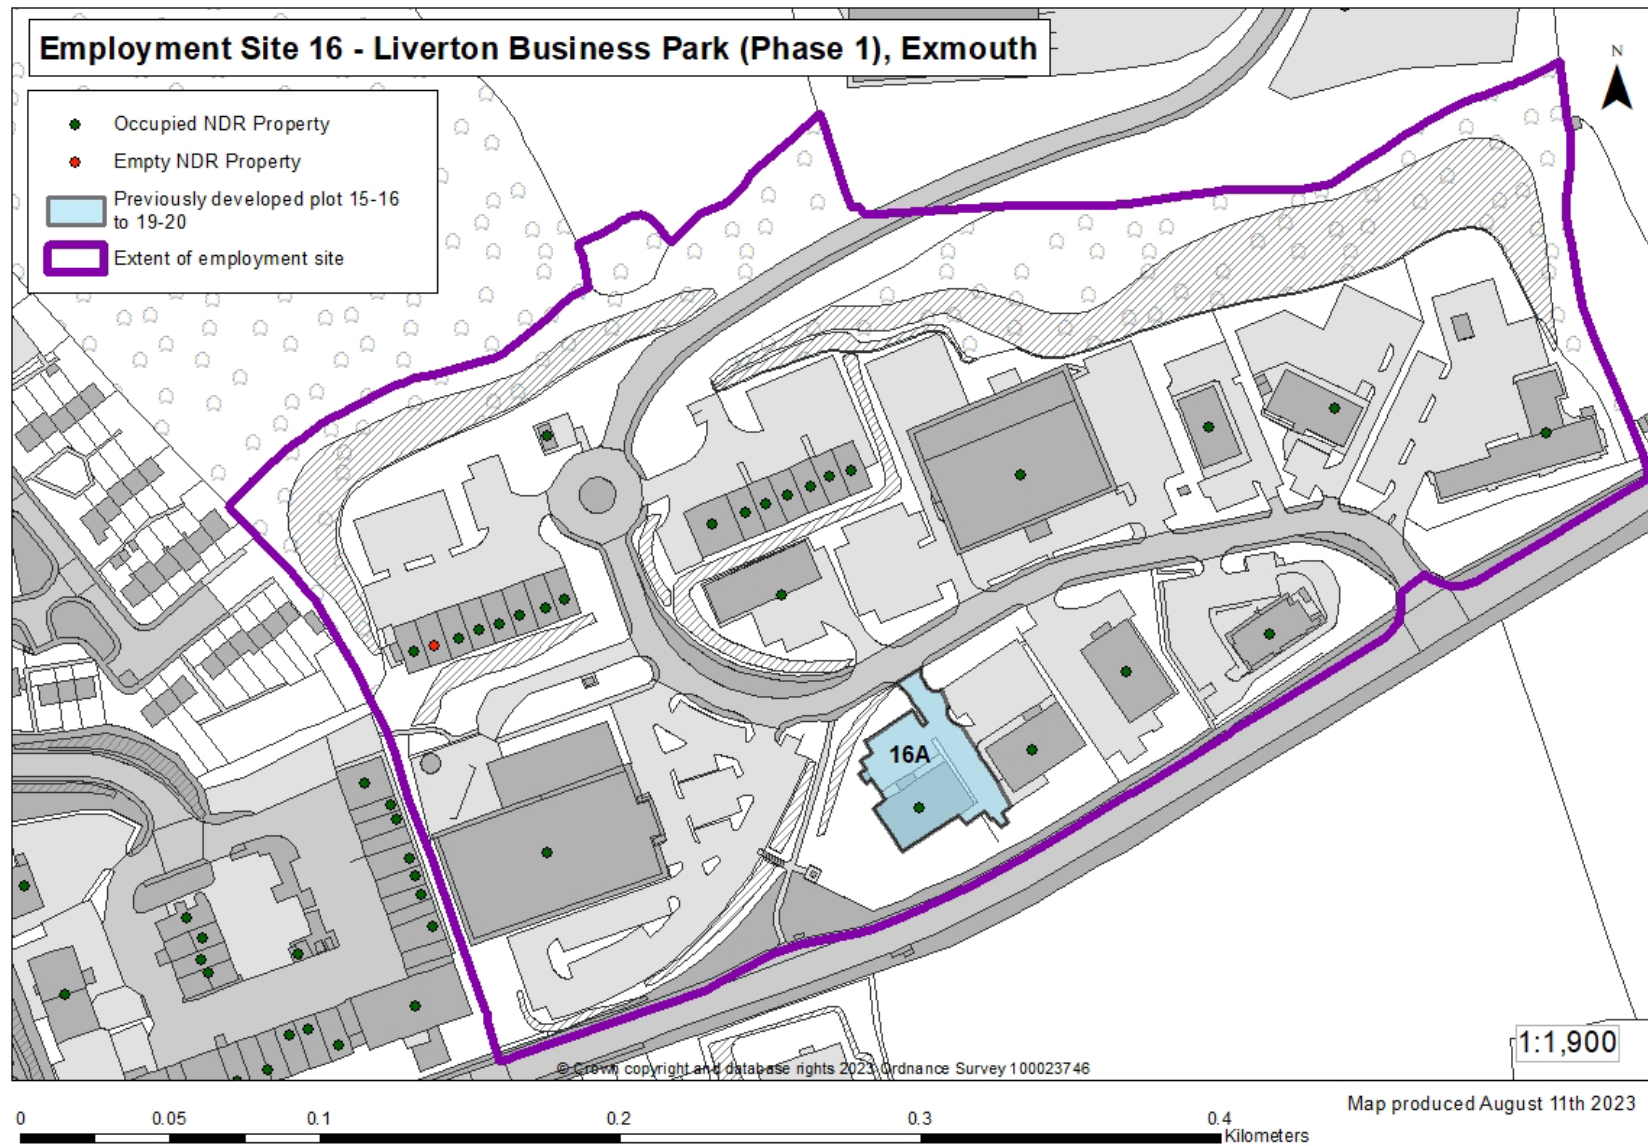 Employment Site 16 - Liverton Business Park (Phase 1), Exmouth
N
Occupied NDR Property
Empty NDR Property
Previously developed plot 15-16
to 19-20
Extent of employment site
16A
1:1,900
© Crown copyright and database rights 2023 Ordnance Survey 100023746
Map produced August 11th 2023
0 0.05 0.1 0.2 0.3 0.4
Kilometers